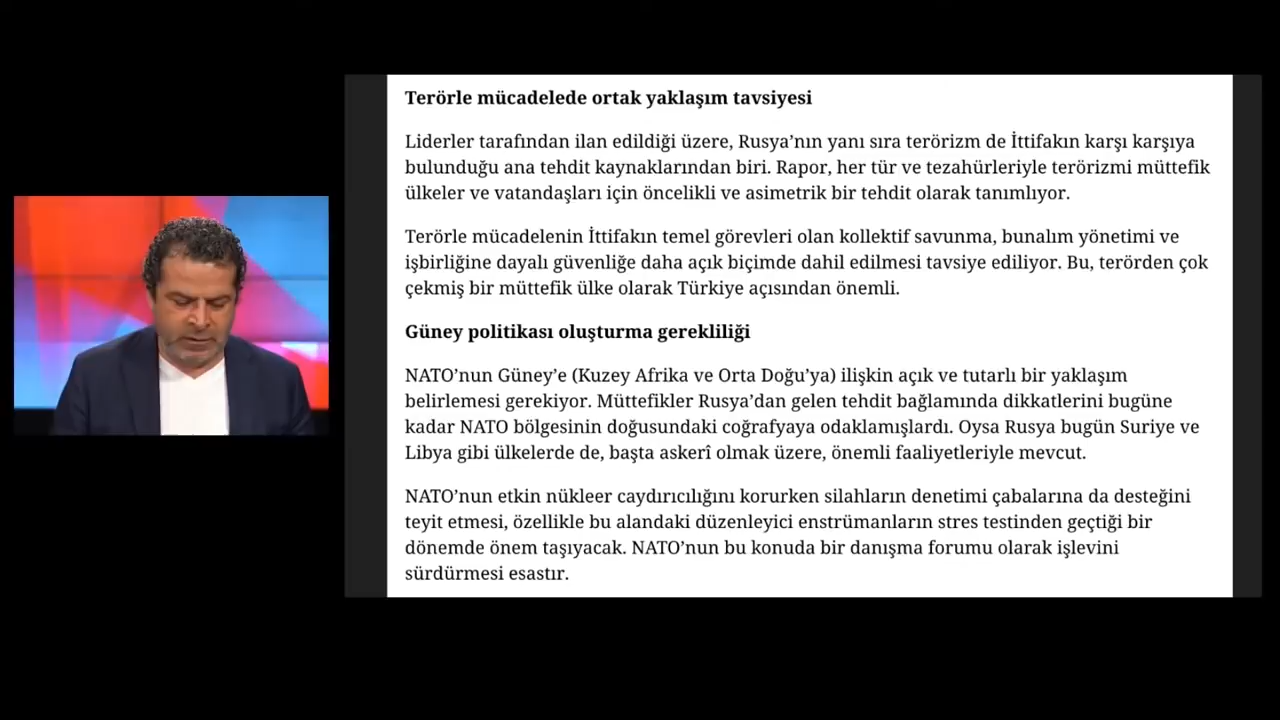 Terörle mücadelede ortak yaklaşım tavsiyesi
Liderler tarafından ilan edildiği üzere, Rusya’nın yanı sıra terörizm de İttifakın karşı karşıya
bulunduğu ana tehdit kaynaklarından biri. Rapor, her tür ve tezahürleriyle terörizmi müttefik
ülkeler ve vatandaşları için öncelikli ve asimetrik bir tehdit olarak tanımlıyor.
Terörle mücadelenin İttifakın temel görevleri olan kollektif savunma, bunalım yönetimi ve
işbirliğine dayalı güvenliğe daha açık biçimde dahil edilmesi tavsiye ediliyor. Bu, terörden çok
çekmiş bir müttefik ülke olarak Türkiye açısından önemli.
Güney politikası oluşturma gerekliliği
NATO’nun Güney’e (Kuzey Afrika ve Orta Doğu’ya) ilişkin açık ve tutarlı bir yaklaşım
belirlemesi gerekiyor. Müttefikler Rusya’dan gelen tehdit bağlamında dikkatlerini bugüne
kadar NATO bölgesinin doğusundaki coğrafyaya odaklamışlardı. Oysa Rusya bugün Suriye ve
Libya gibi ülkelerde de, başta askerî olmak üzere, önemli faaliyetleriyle mevcut.
NATO’nun etkin nükleer caydırıcılığını korurken silahların denetimi çabalarına da desteğini
teyit etmesi, özellikle bu alandaki düzenleyici enstrümanların stres testinden geçtiği bir
dönemde önem taşıyacak. NATO’nun bu konuda bir danışma forumu olarak işlevini
sürdürmesi esastır.